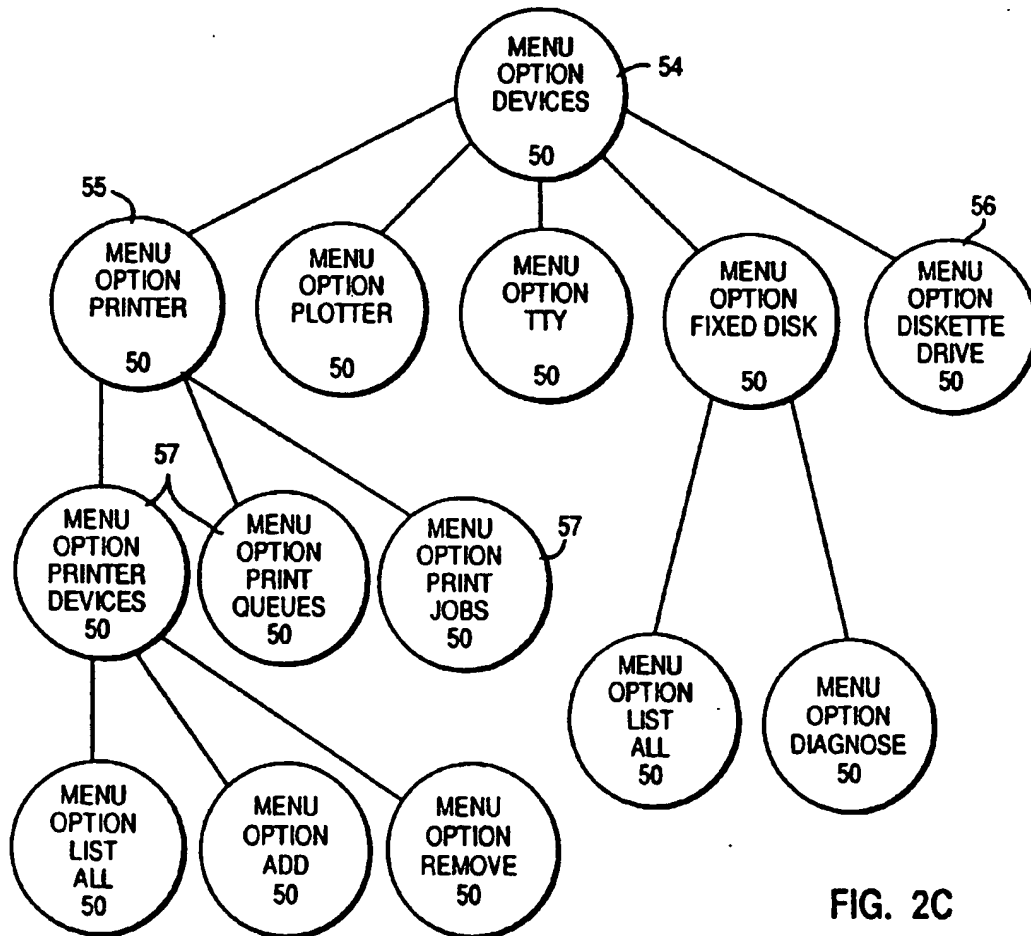 MENU
OPTION
DEVICES
50
54
55
MENU
OPTION
PRINTER
50
MENU
OPTION
PLOTTER
50
MENU
OPTION
TTY
50
MENU
OPTION
FIXED DISK
50
56
MENU
OPTION
DISKETTE
DRIVE
50
57
MENU
OPTION
PRINTER
DEVICES
50
MENU
OPTION
PRINT
QUEUES
50
57
MENU
OPTION
PRINT
JOBS
50
MENU
OPTION
LIST
ALL
50
MENU
OPTION
DIAGNOSE
50
MENU
OPTION
LIST
ALL
50
MENU
OPTION
ADD
50
MENU
OPTION
REMOVE
50
FIG. 2C